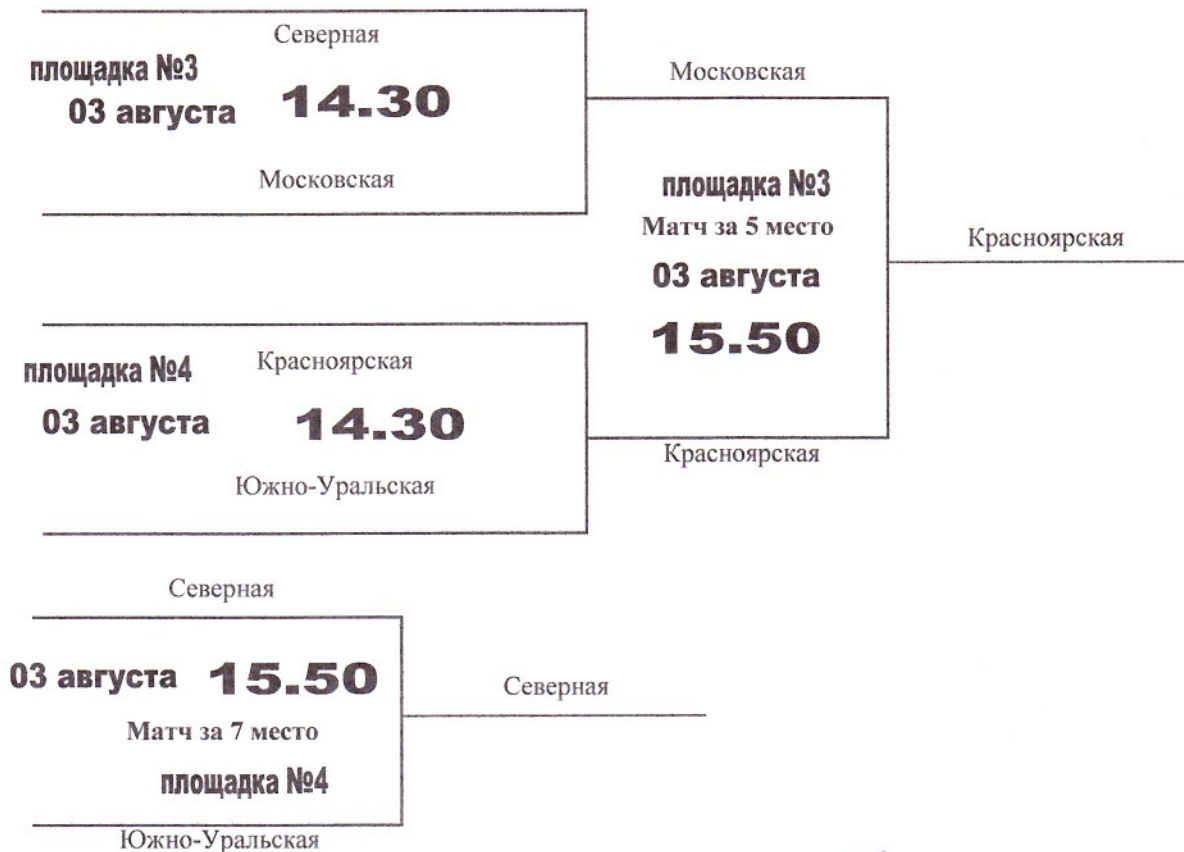 Северная
площадка №3
03 августа 14.30
Московская
Московская
площадка №3
Матч за 5 место
03 августа
15.50
Красноярская
площадка №4
Красноярская
03 августа 14.30
Южно-Уральская
Красноярская
Северная
03 августа 15.50
Матч за 7 место
площадка №4
Южно-Уральская
Северная